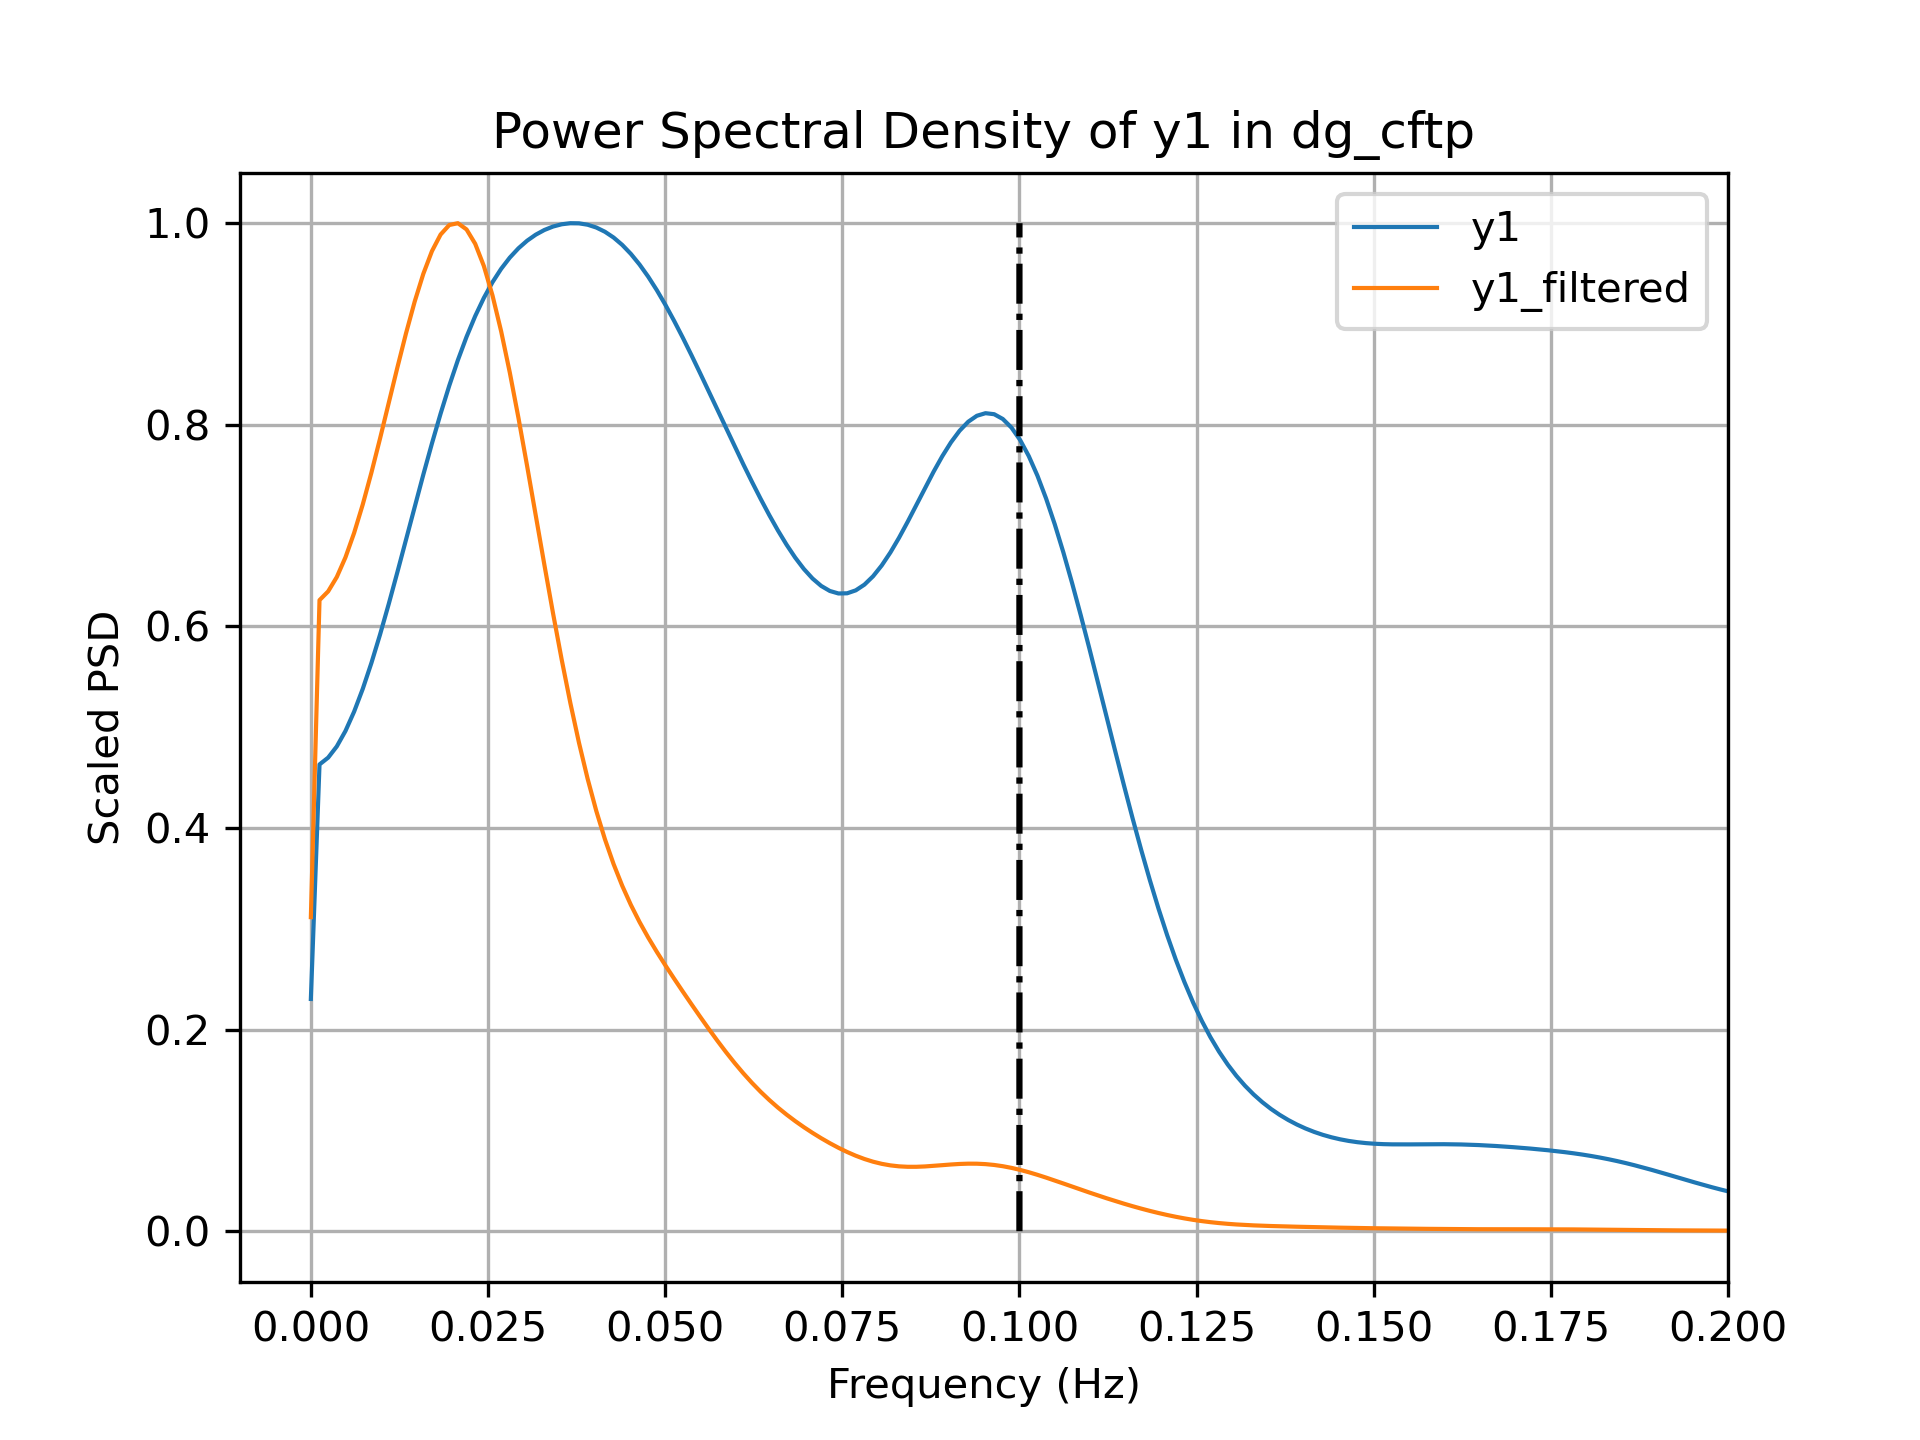 Power Spectral Density of y1 in dg_cftp
y1
y1_filtered
1.0
0.8
0.6
0.4
0.2
0.0
Scaled PSD
0.000 0.025 0.050 0.075 0.100 0.125 0.150 0.175 0.200
Frequency (Hz)